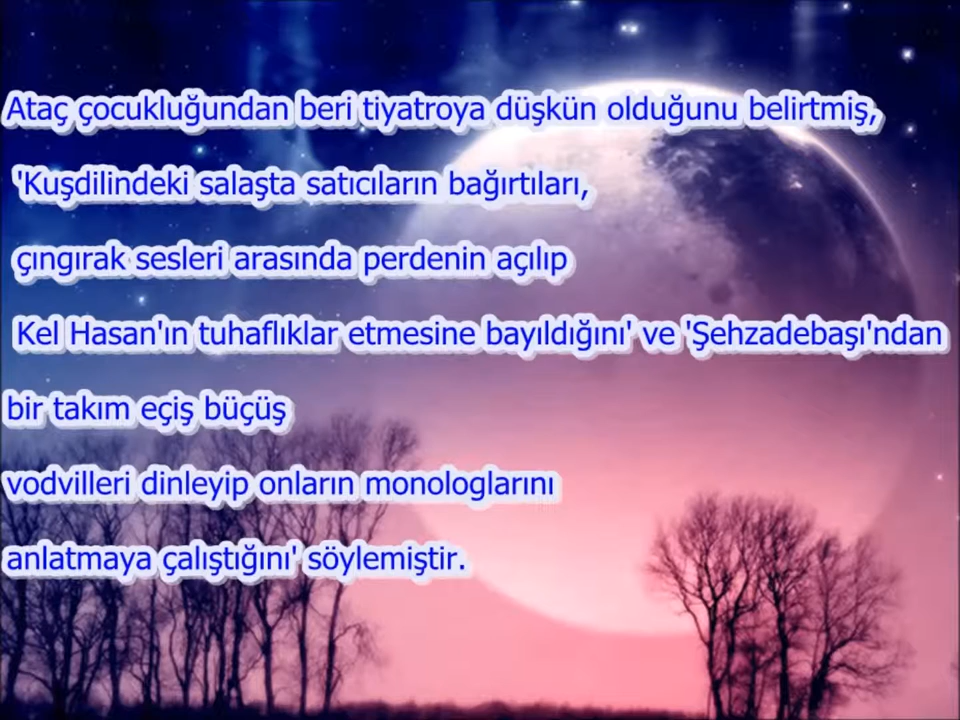 Ataç çocukluğundan beri tiyatroya düşkün olduğunu belirtmiş,
'Kuşdilindeki salaşta satıcıların bağırtıları,
çıngırak sesleri arasında perdenin açılıp
Kel Hasan'ın tuhaflıklar etmesine bayıldığını' ve 'Şehzadebaşı'ndan
bir takım eçiş büçüş
vodvilleri dinleyip onların monologlarını
anlatmaya çalıştığını' söylemiştir.